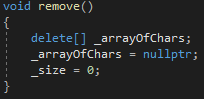 void remove()
{
    delete[] _arrayOfChars;
    _arrayOfChars = nullptr;
    _size = 0;
}